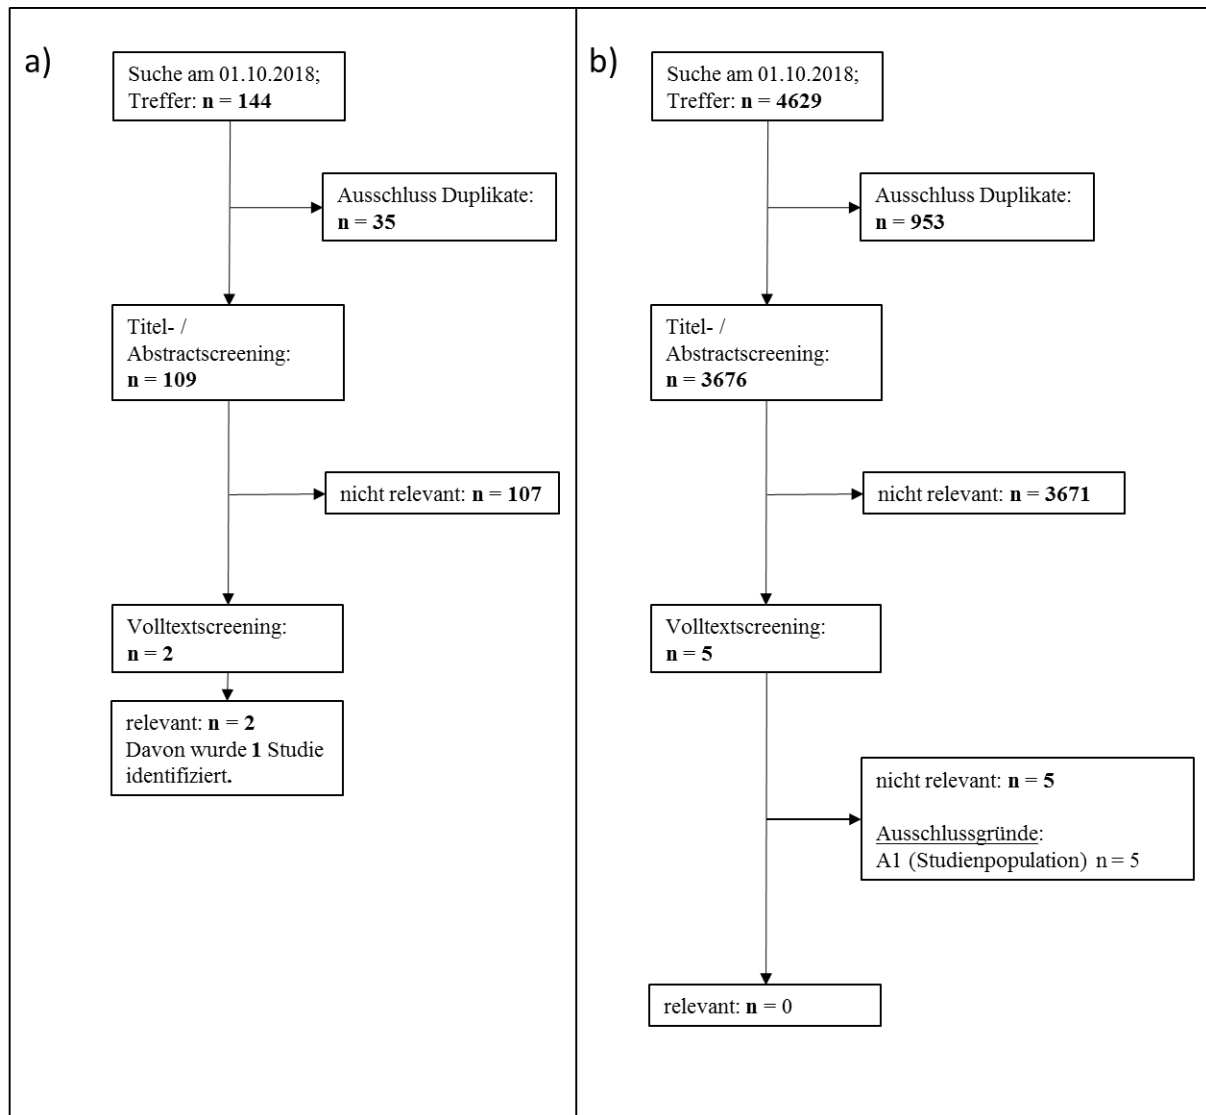 a)
Suche am 01.10.2018;
Treffer: n = 144
Ausschluss Duplikate:
n = 35
Titel- /
Abstractscreening:
n = 109
nicht relevant: n = 107
Volltextscreening:
n = 2
relevant: n = 2
Davon wurde 1 Studie
identifiziert.
b)
Suche am 01.10.2018;
Treffer: n = 4629
Ausschluss Duplikate:
n = 953
Titel- /
Abstractscreening:
n = 3676
nicht relevant: n = 3671
Volltextscreening:
n = 5
nicht relevant: n = 5
Ausschlussgründe:
A1 (Studienpopulation) n = 5
relevant: n = 0